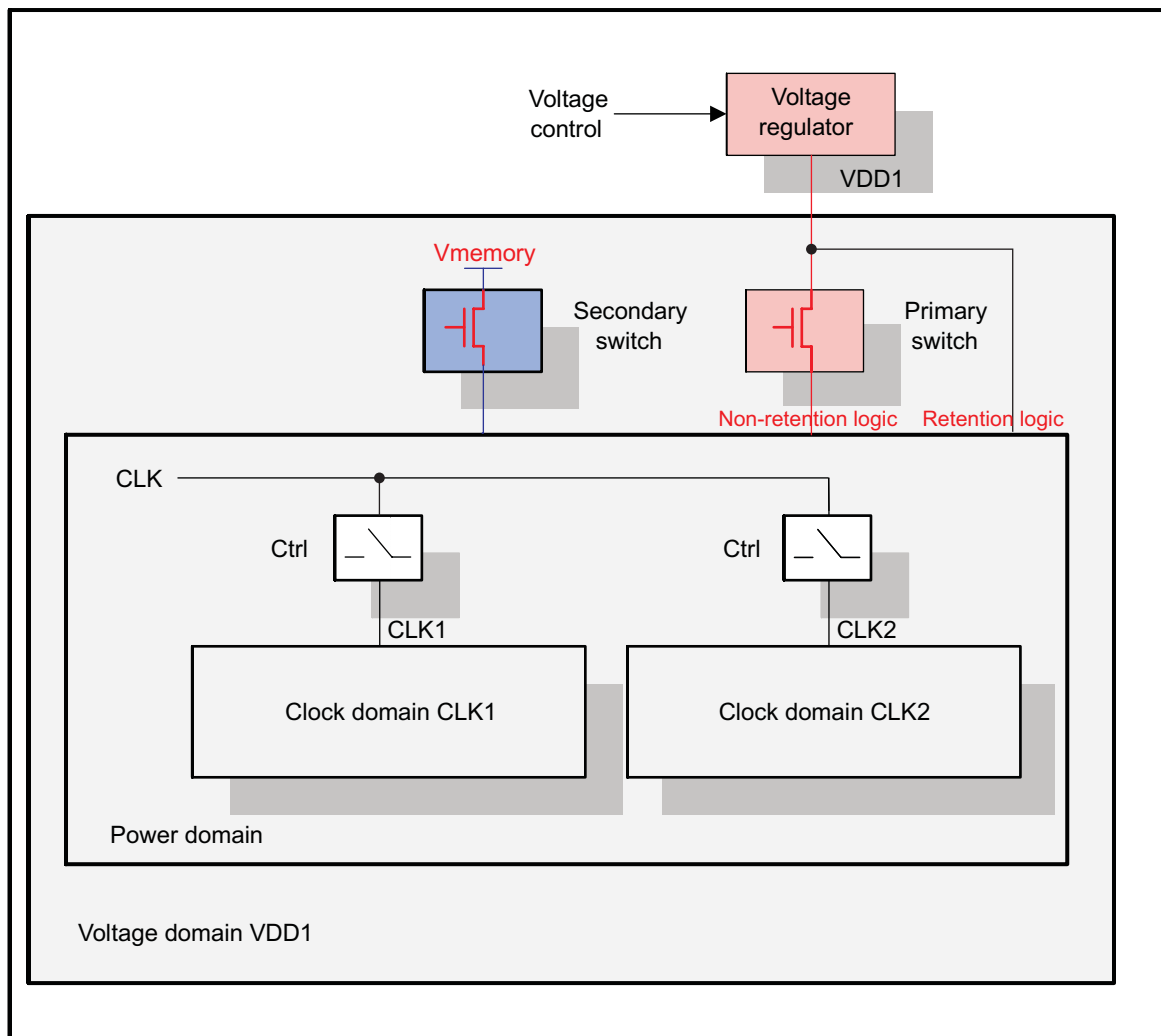 Voltage
control
Voltage
regulator
VDD1
Vmemory
Secondary
switch
Primary
switch
Non-retention logic
Retention logic
CLK
Ctrl
Ctrl
CLK1
CLK2
Clock domain CLK1
Clock domain CLK2
Power domain
Voltage domain VDD1